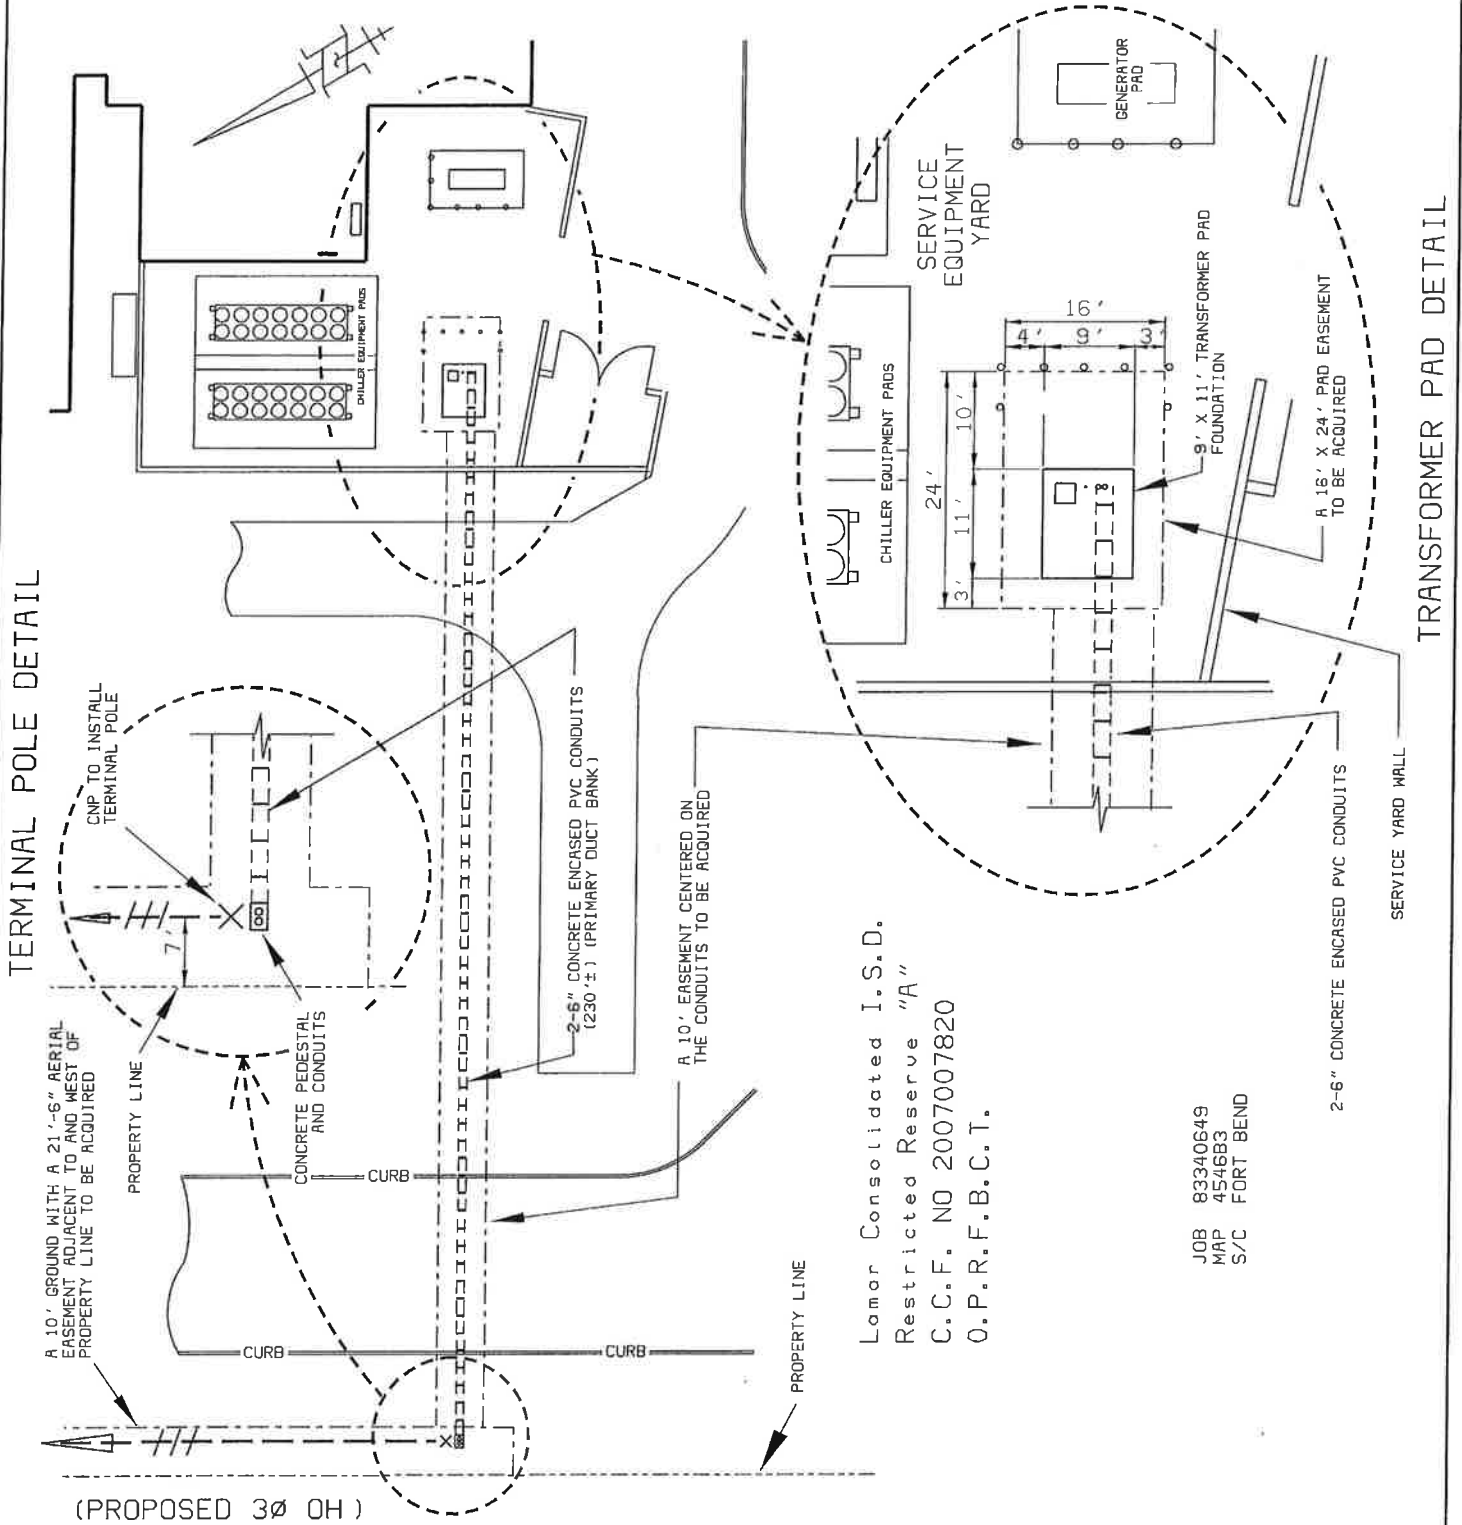 TERMINAL POLE DETAIL
CNP TO INSTALL
TERMINAL POLE
7'
A 10' GROUND WITH A 21'-6" AERIAL
EASEMENT ADJACENT TO AND WEST OF
PROPERTY LINE TO BE ACQUIRED
PROPERTY LINE
CONCRETE PEDESTAL
AND CONDUITS
CURB
CURB
CURB
(PROPOSED 3Ø OH)
CHILLER EQUIPMENT PADS
2-6" CONCRETE ENCASED PVC CONDUITS
(230'±) (PRIMARY DUCT BANK)
A 10' EASEMENT CENTERED ON
THE CONDUITS TO BE ACQUIRED
PROPERTY LINE
Lamar Consolidated I.S.D.
Restricted Reserve "A"
C.C.F. NO 2007007820
O.P.R.F.B.C.T.
JOB 83340649
MAP 4546B3
S/C FORT BEND
SERVICE
EQUIPMENT
YARD
GENERATOR
PAD
CHILLER EQUIPMENT PADS
16'
4'
9'
3'
24'
10'
11'
3'
9' X 11' TRANSFORMER PAD
FOUNDATION
A 16' X 24' PAD EASEMENT
TO BE ACQUIRED
2-6" CONCRETE ENCASED PVC CONDUITS
SERVICE YARD WALL
TRANSFORMER PAD DETAIL